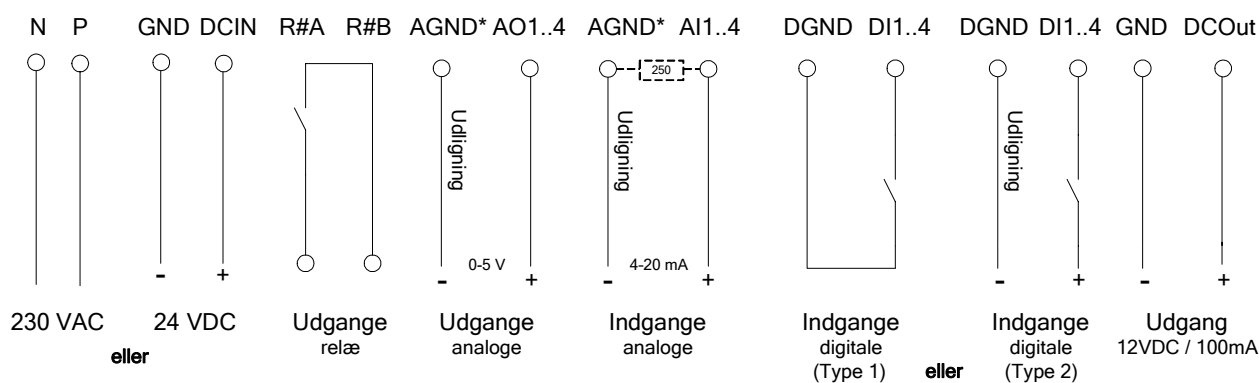 N P GND DCIN R#A R#B AGND* AO1..4 AGND* AI1..4 DGND DI1..4 DGND DI1..4 GND DCOut
250
Udligning
Udligning
Udligning
0-5 V
4-20 mA
- + - + - + - + - +
230 VAC 24 VDC Udgange Udgange Indgange Indgange Indgange Udgang
eller relæ analoge analoge digitale digitale 12VDC / 100mA
(Type 1) eller (Type 2)